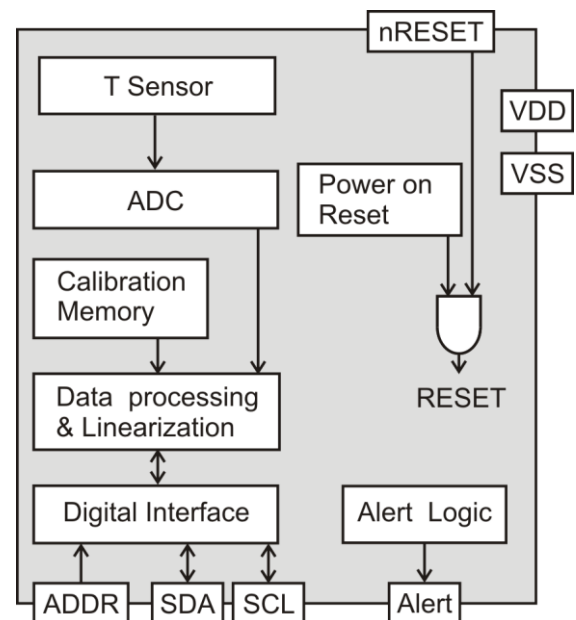 nRESET
T Sensor
VDD
VSS
ADC
Power on
Reset
Calibration
Memory
Data processing
& Linearization
RESET
Digital Interface
Alert Logic
ADDR
SDA
SCL
Alert